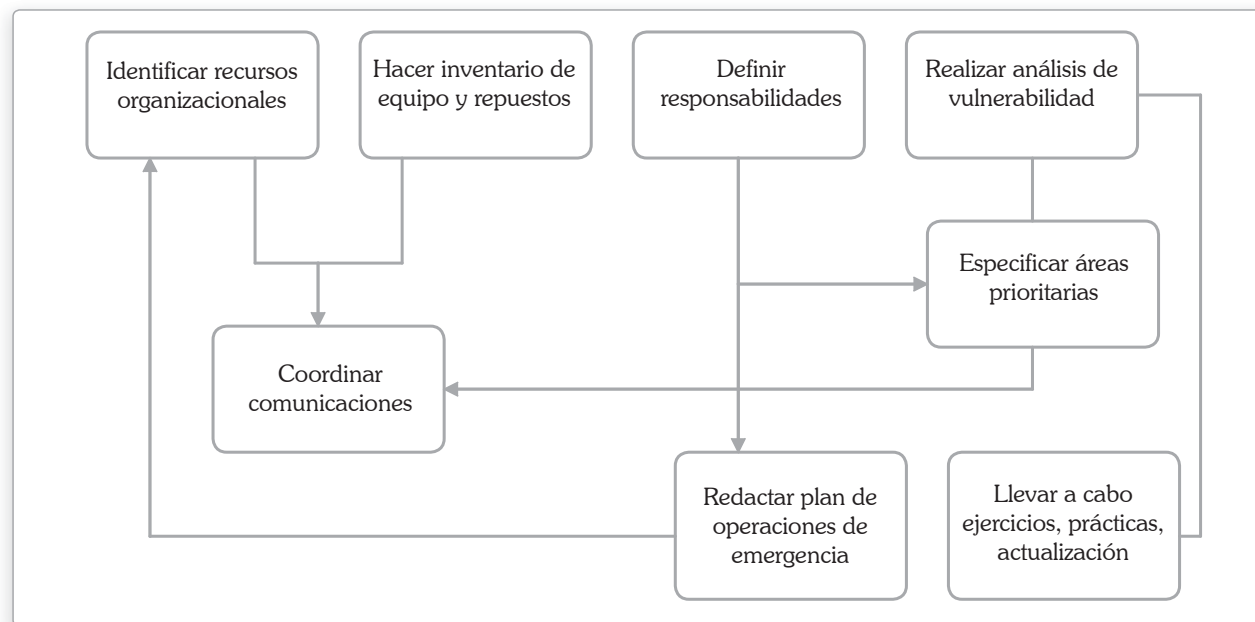 Identificar recursos
organizacionales
Hacer inventario de
equipo y repuestos
Definir
responsabilidades
Realizar análisis de
vulnerabilidad
Especificar áreas
prioritarias
Coordinar
comunicaciones
Redactar plan de
operaciones de
emergencia
Llevar a cabo
ejercicios, prácticas,
actualización